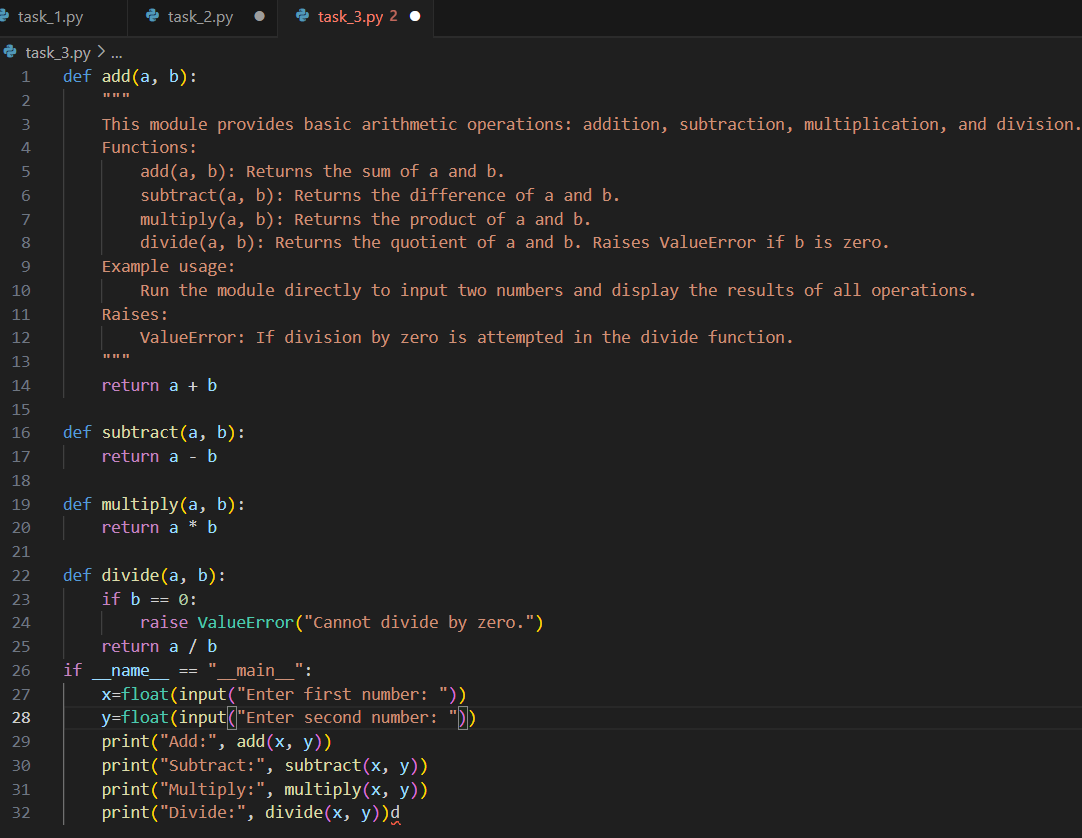 task_1.py task_2.py task_3.py 2
task_3.py > ...
1 def add(a, b):
2     """
3     This module provides basic arithmetic operations: addition, subtraction, multiplication, and division.
4     Functions:
5         add(a, b): Returns the sum of a and b.
6         subtract(a, b): Returns the difference of a and b.
7         multiply(a, b): Returns the product of a and b.
8         divide(a, b): Returns the quotient of a and b. Raises ValueError if b is zero.
9     Example usage:
10         Run the module directly to input two numbers and display the results of all operations.
11     Raises:
12         ValueError: If division by zero is attempted in the divide function.
13     """
14     return a + b
15
16 def subtract(a, b):
17     return a - b
18
19 def multiply(a, b):
20     return a * b
21
22 def divide(a, b):
23     if b == 0:
24         raise ValueError("Cannot divide by zero.")
25     return a / b
26 if __name__ == "__main__":
27     x=float(input("Enter first number: "))
28     y=float(input("Enter second number: "))
29     print("Add:", add(x, y))
30     print("Subtract:", subtract(x, y))
31     print("Multiply:", multiply(x, y))
32     print("Divide:", divide(x, y))d